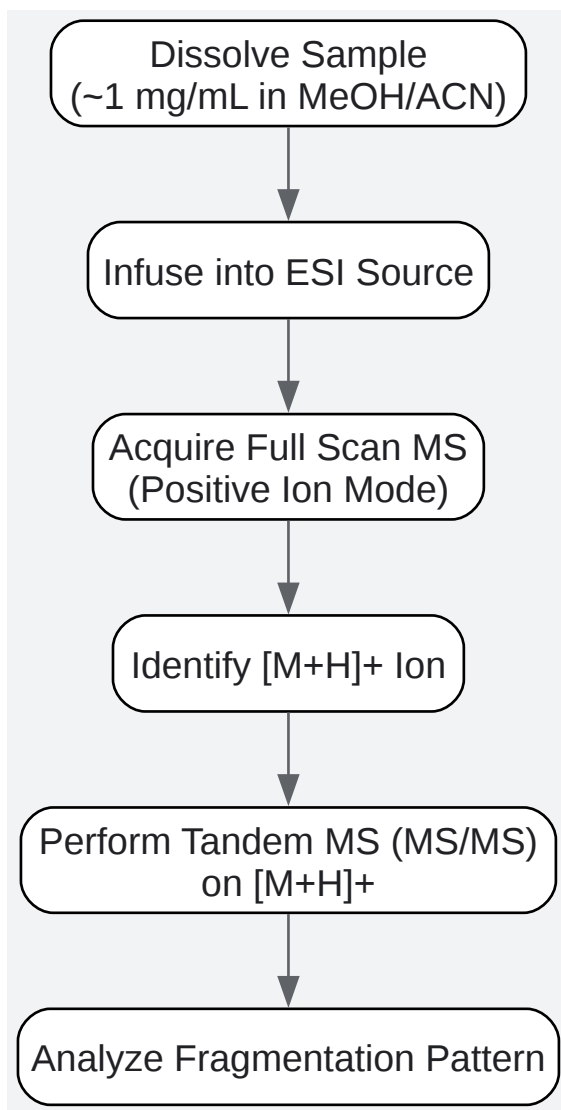 Dissolve Sample
(~1 mg/mL in MeOH/ACN)
Infuse into ESI Source
Acquire Full Scan MS
(Positive Ion Mode)
Identify [M+H]+ Ion
Perform Tandem MS (MS/MS)
on [M+H]+
Analyze Fragmentation Pattern